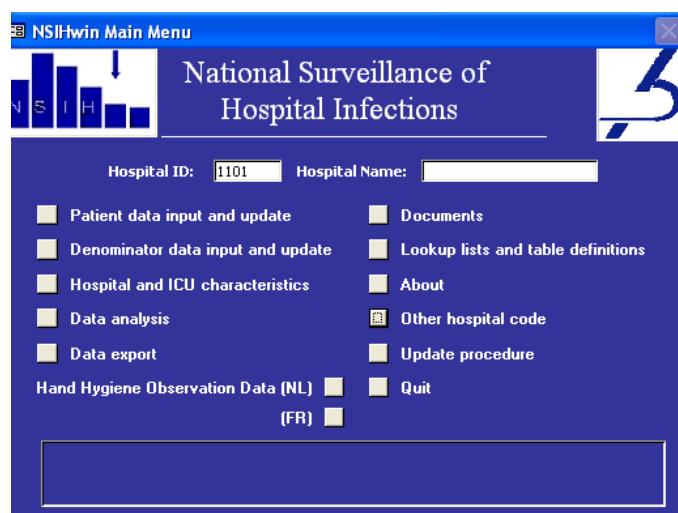 NSIHwin Main Menu
N S I H
National Surveillance of
Hospital Infections
Hospital ID: 1101 Hospital Name:
Patient data input and update
Denominator data input and update
Hospital and ICU characteristics
Data analysis
Data export
Hand Hygiene Observation Data (NL)
(FR)
Documents
Lookup lists and table definitions
About
Other hospital code
Update procedure
Quit